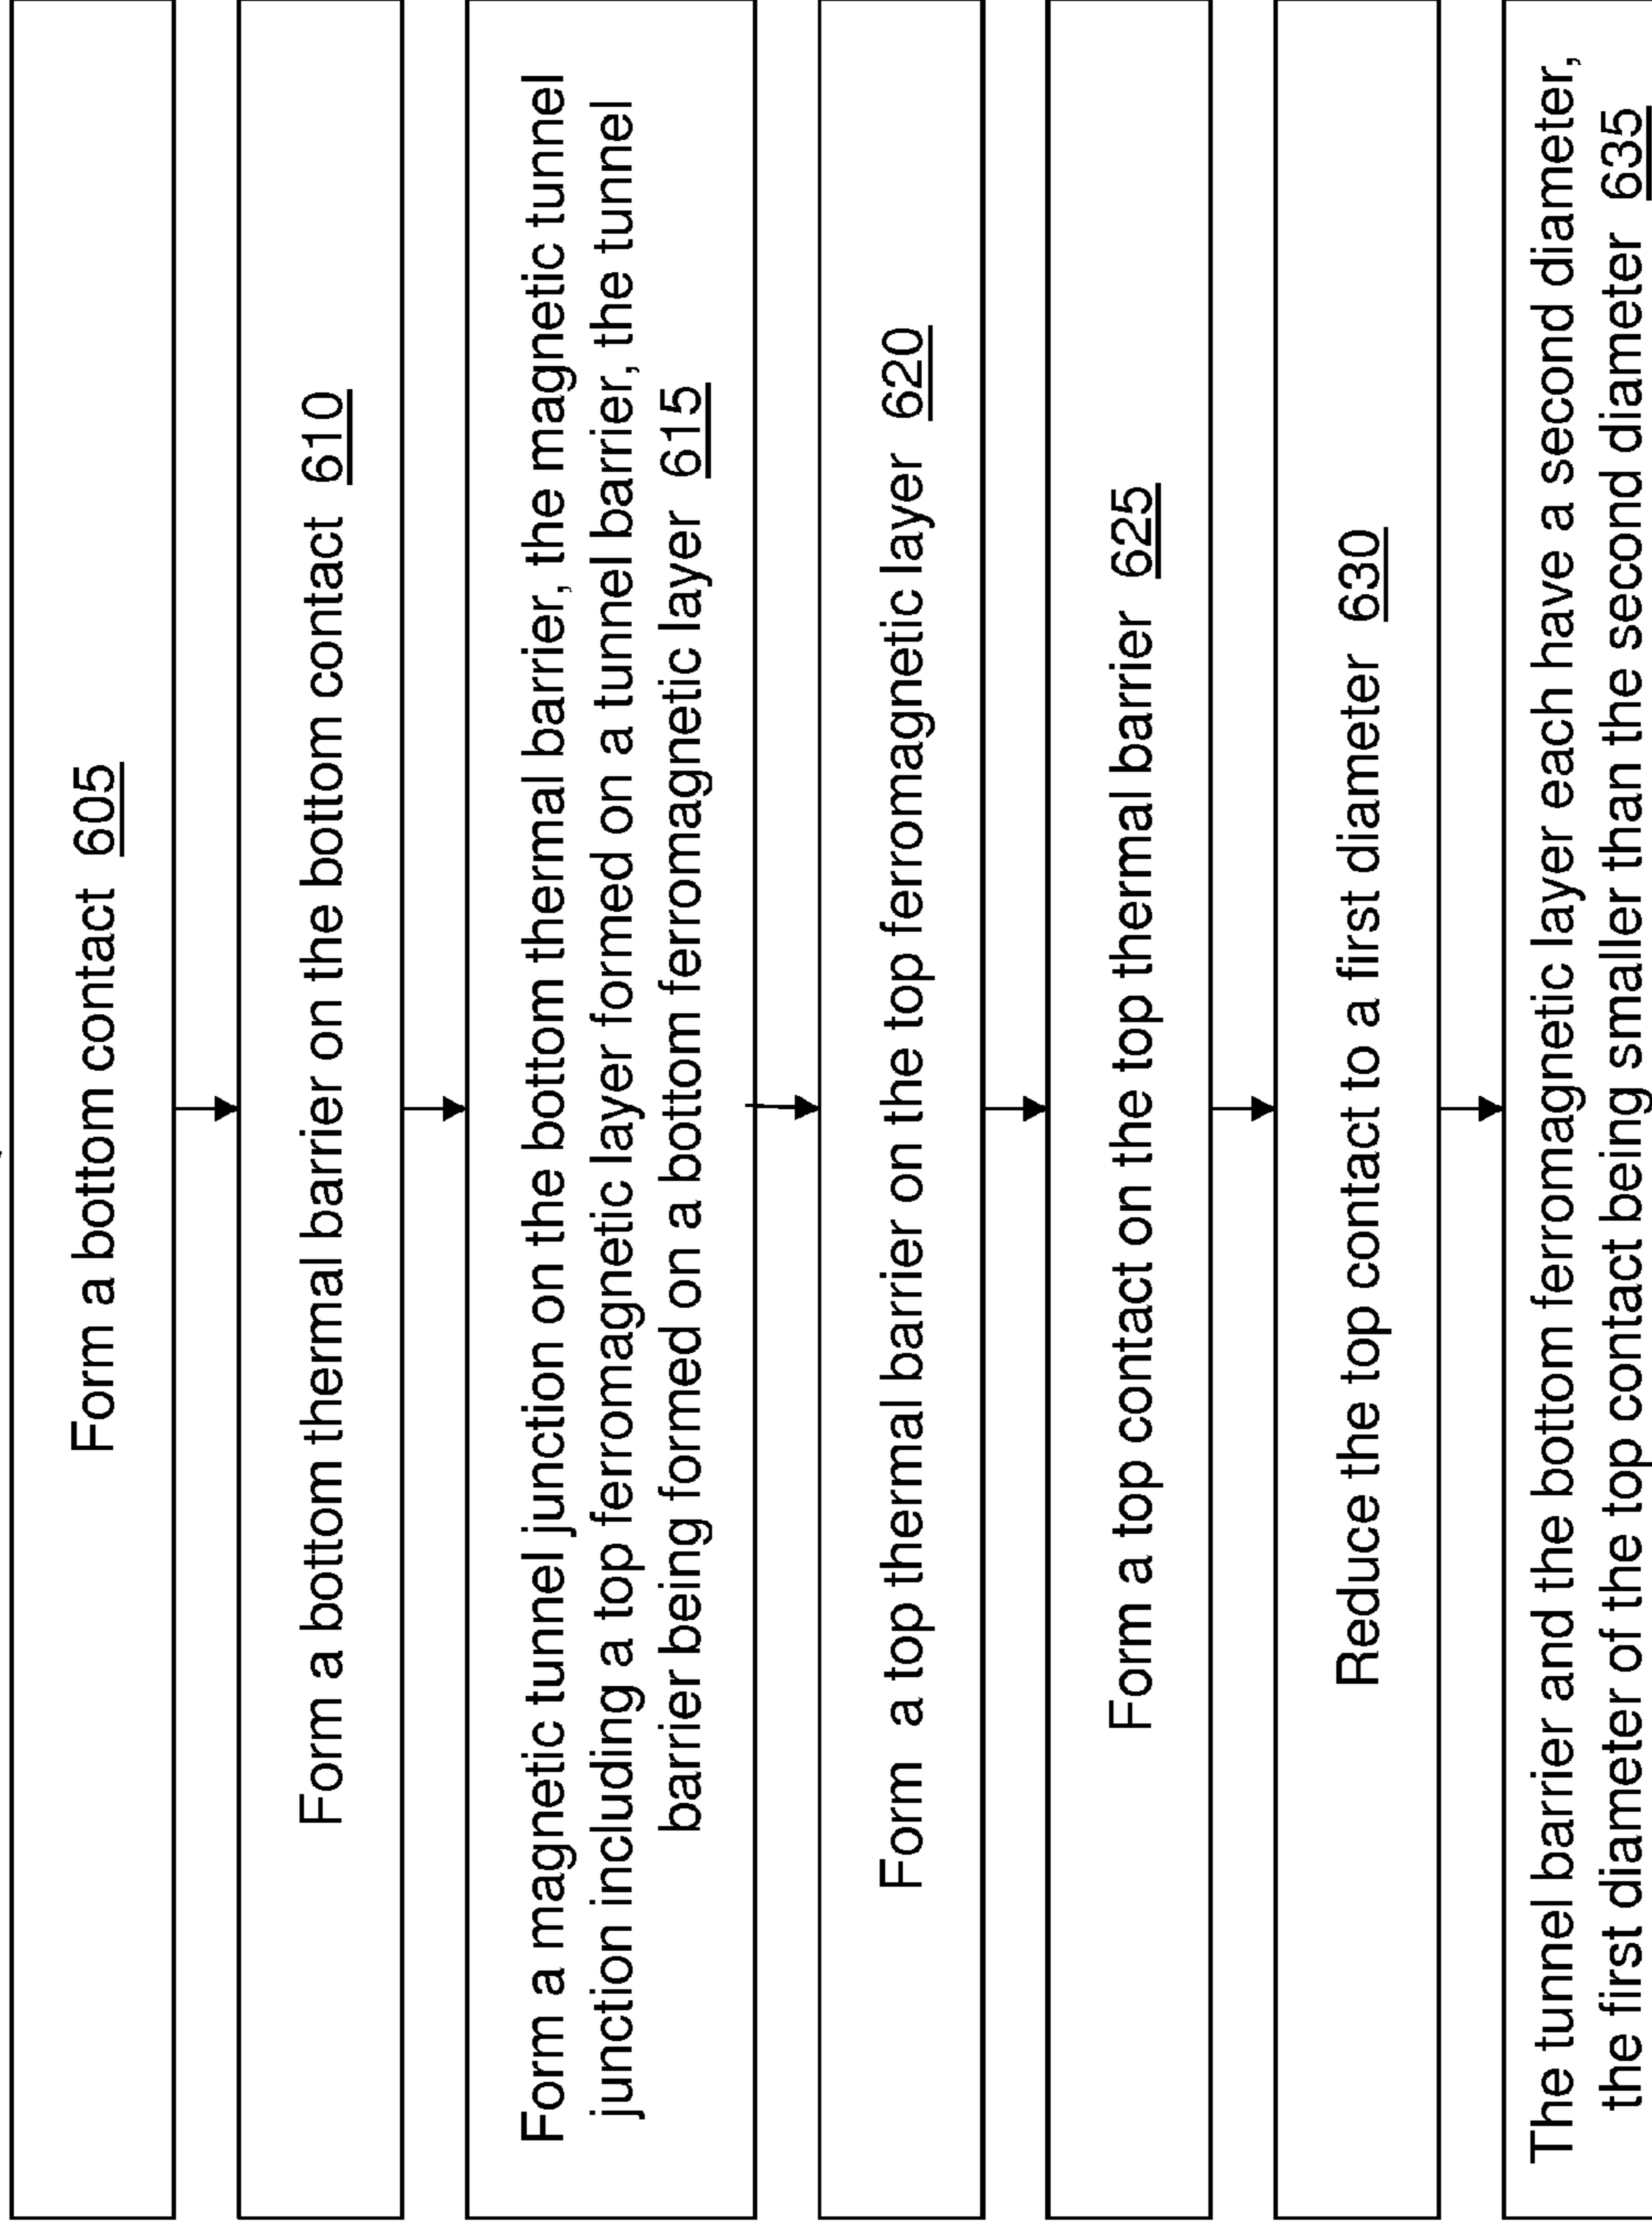 Form a bottom contact 605
Form a bottom thermal barrier on the bottom contact 610
Form a magnetic tunnel junction on the bottom thermal barrier, the magnetic tunnel
junction including a top ferromagnetic layer formed on a tunnel barrier, the tunnel
barrier being formed on a bottom ferromagnetic layer 615
Form a top thermal barrier on the top ferromagnetic layer 620
Form a top contact on the top thermal barrier 625
Reduce the top contact to a first diameter 630
The tunnel barrier and the bottom ferromagnetic layer each have a second diameter,
the first diameter of the top contact being smaller than the second diameter 635